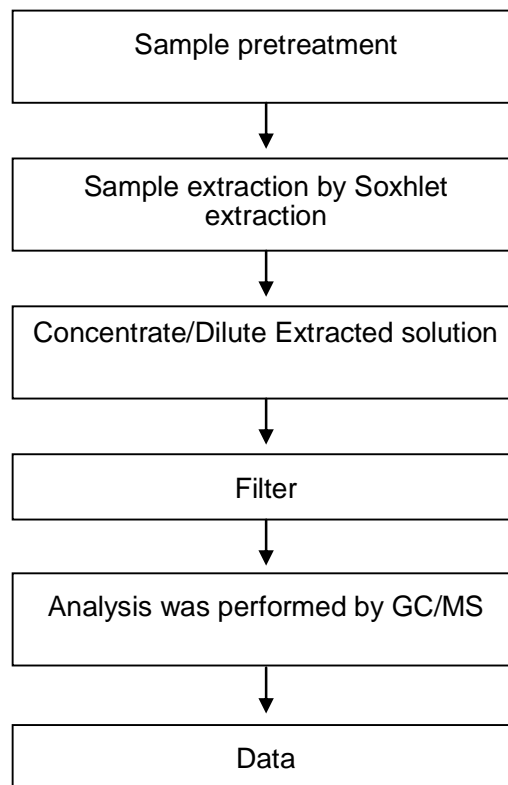 Sample pretreatment
Sample extraction by Soxhlet
extraction
Concentrate/Dilute Extracted solution
Filter
Analysis was performed by GC/MS
Data